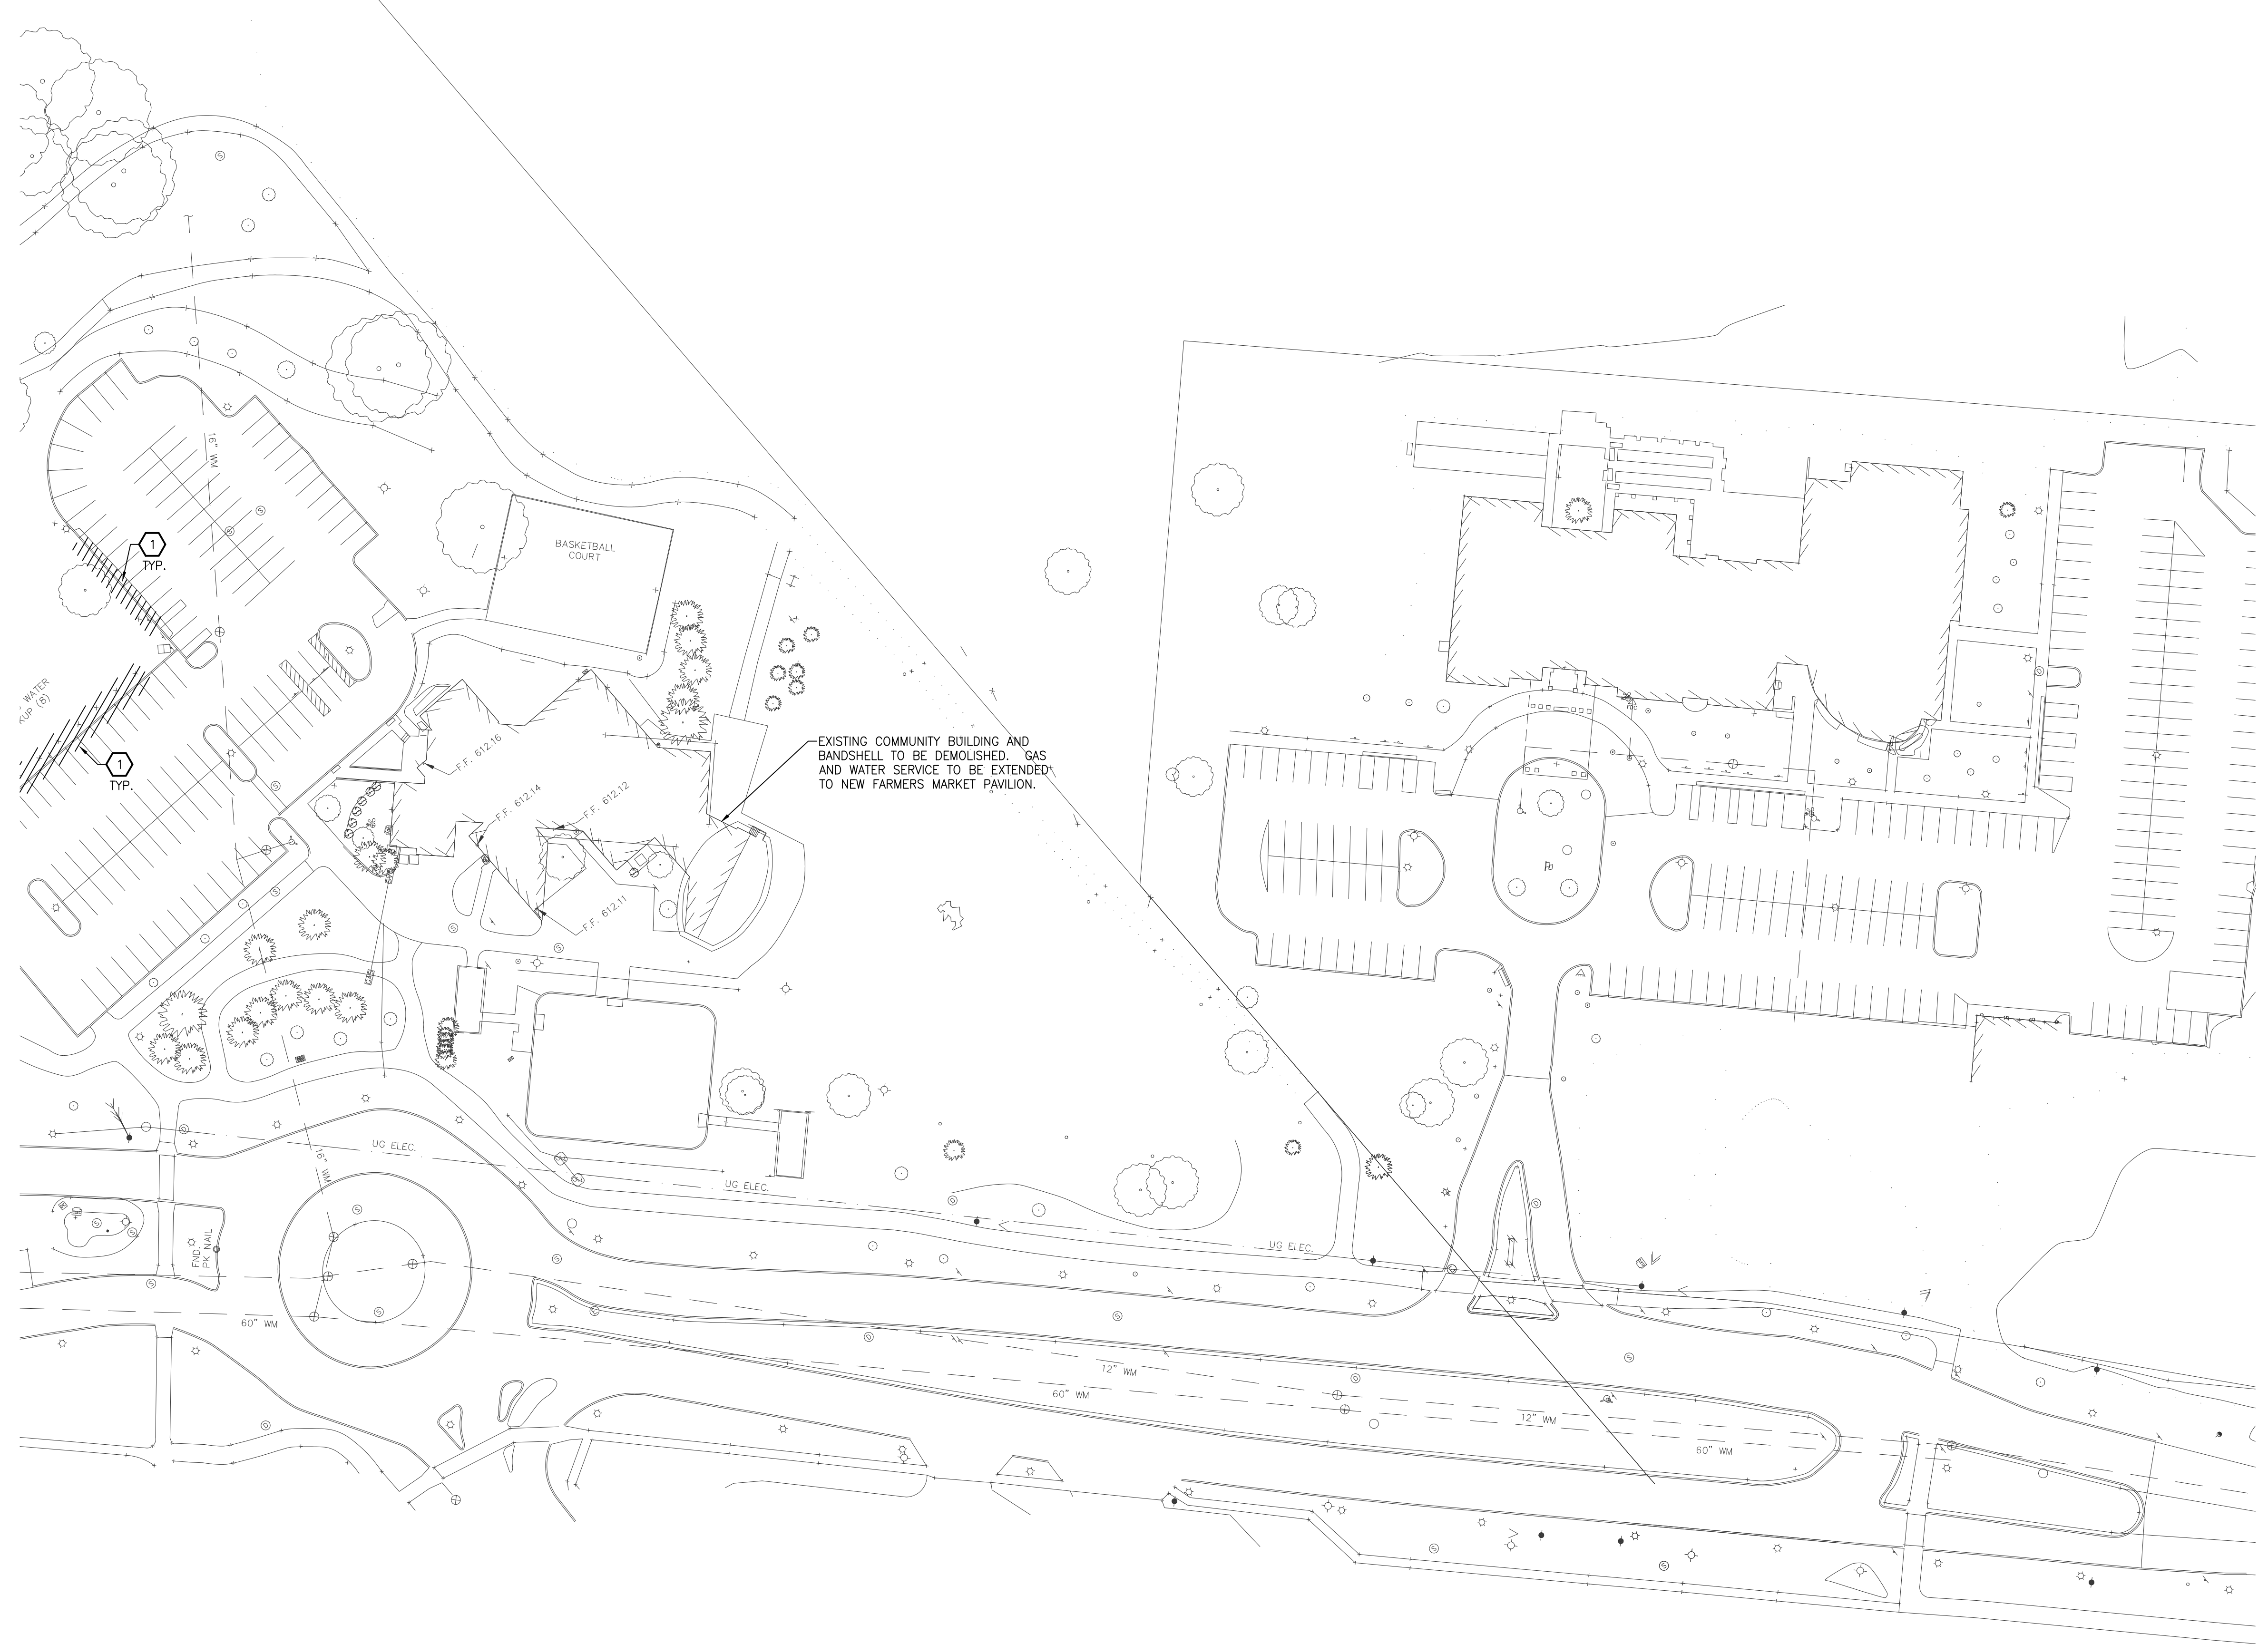 16" WM
BASKETBALL
COURT
1
TYP.
WATER
KUP (8)
1
TYP.
F.F. 612.16
F.F. 612.14
F.F. 612.12
F.F. 612.11
EXISTING COMMUNITY BUILDING AND
BANDSHELL TO BE DEMOLISHED. GAS
AND WATER SERVICE TO BE EXTENDED
TO NEW FARMERS MARKET PAVILION.
FDC
UG ELEC.
16" WM
UG ELEC.
UG ELEC.
FND.
PK NAIL
60" WM
12" WM
60" WM
12" WM
60" WM